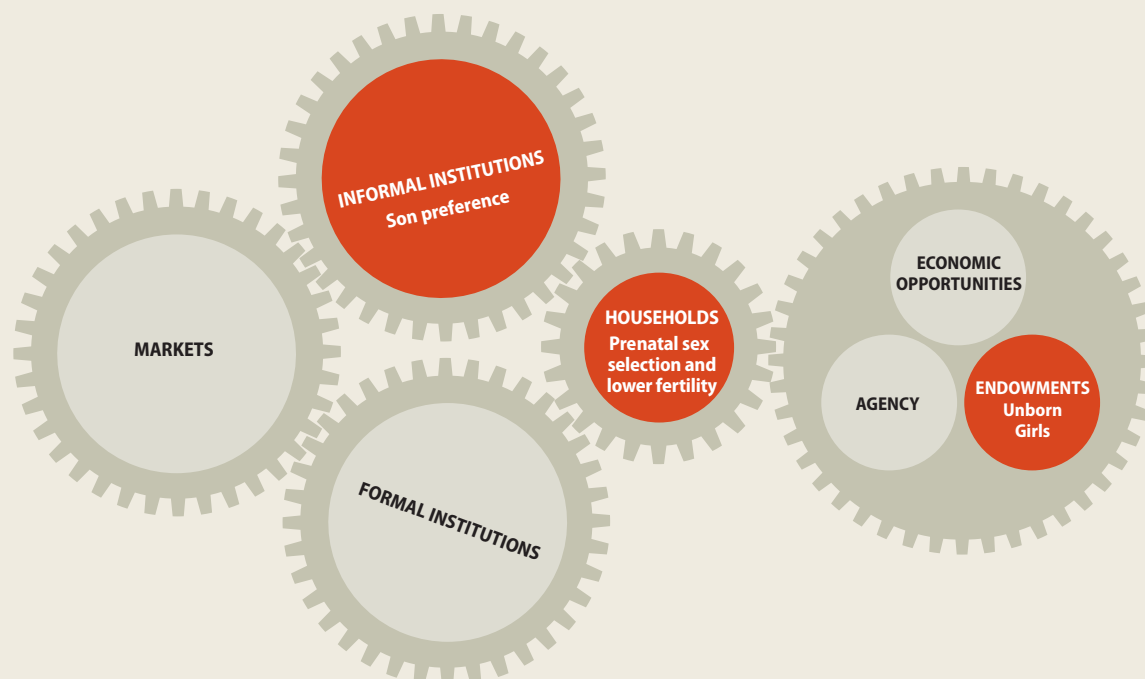 INFORMAL INSTITUTIONS
Son preference
MARKETS
FORMAL INSTITUTIONS
HOUSEHOLDS
Prenatal sex
selection and
lower fertility
ECONOMIC
OPPORTUNITIES
AGENCY
ENDOWMENTS
Unborn
Girls